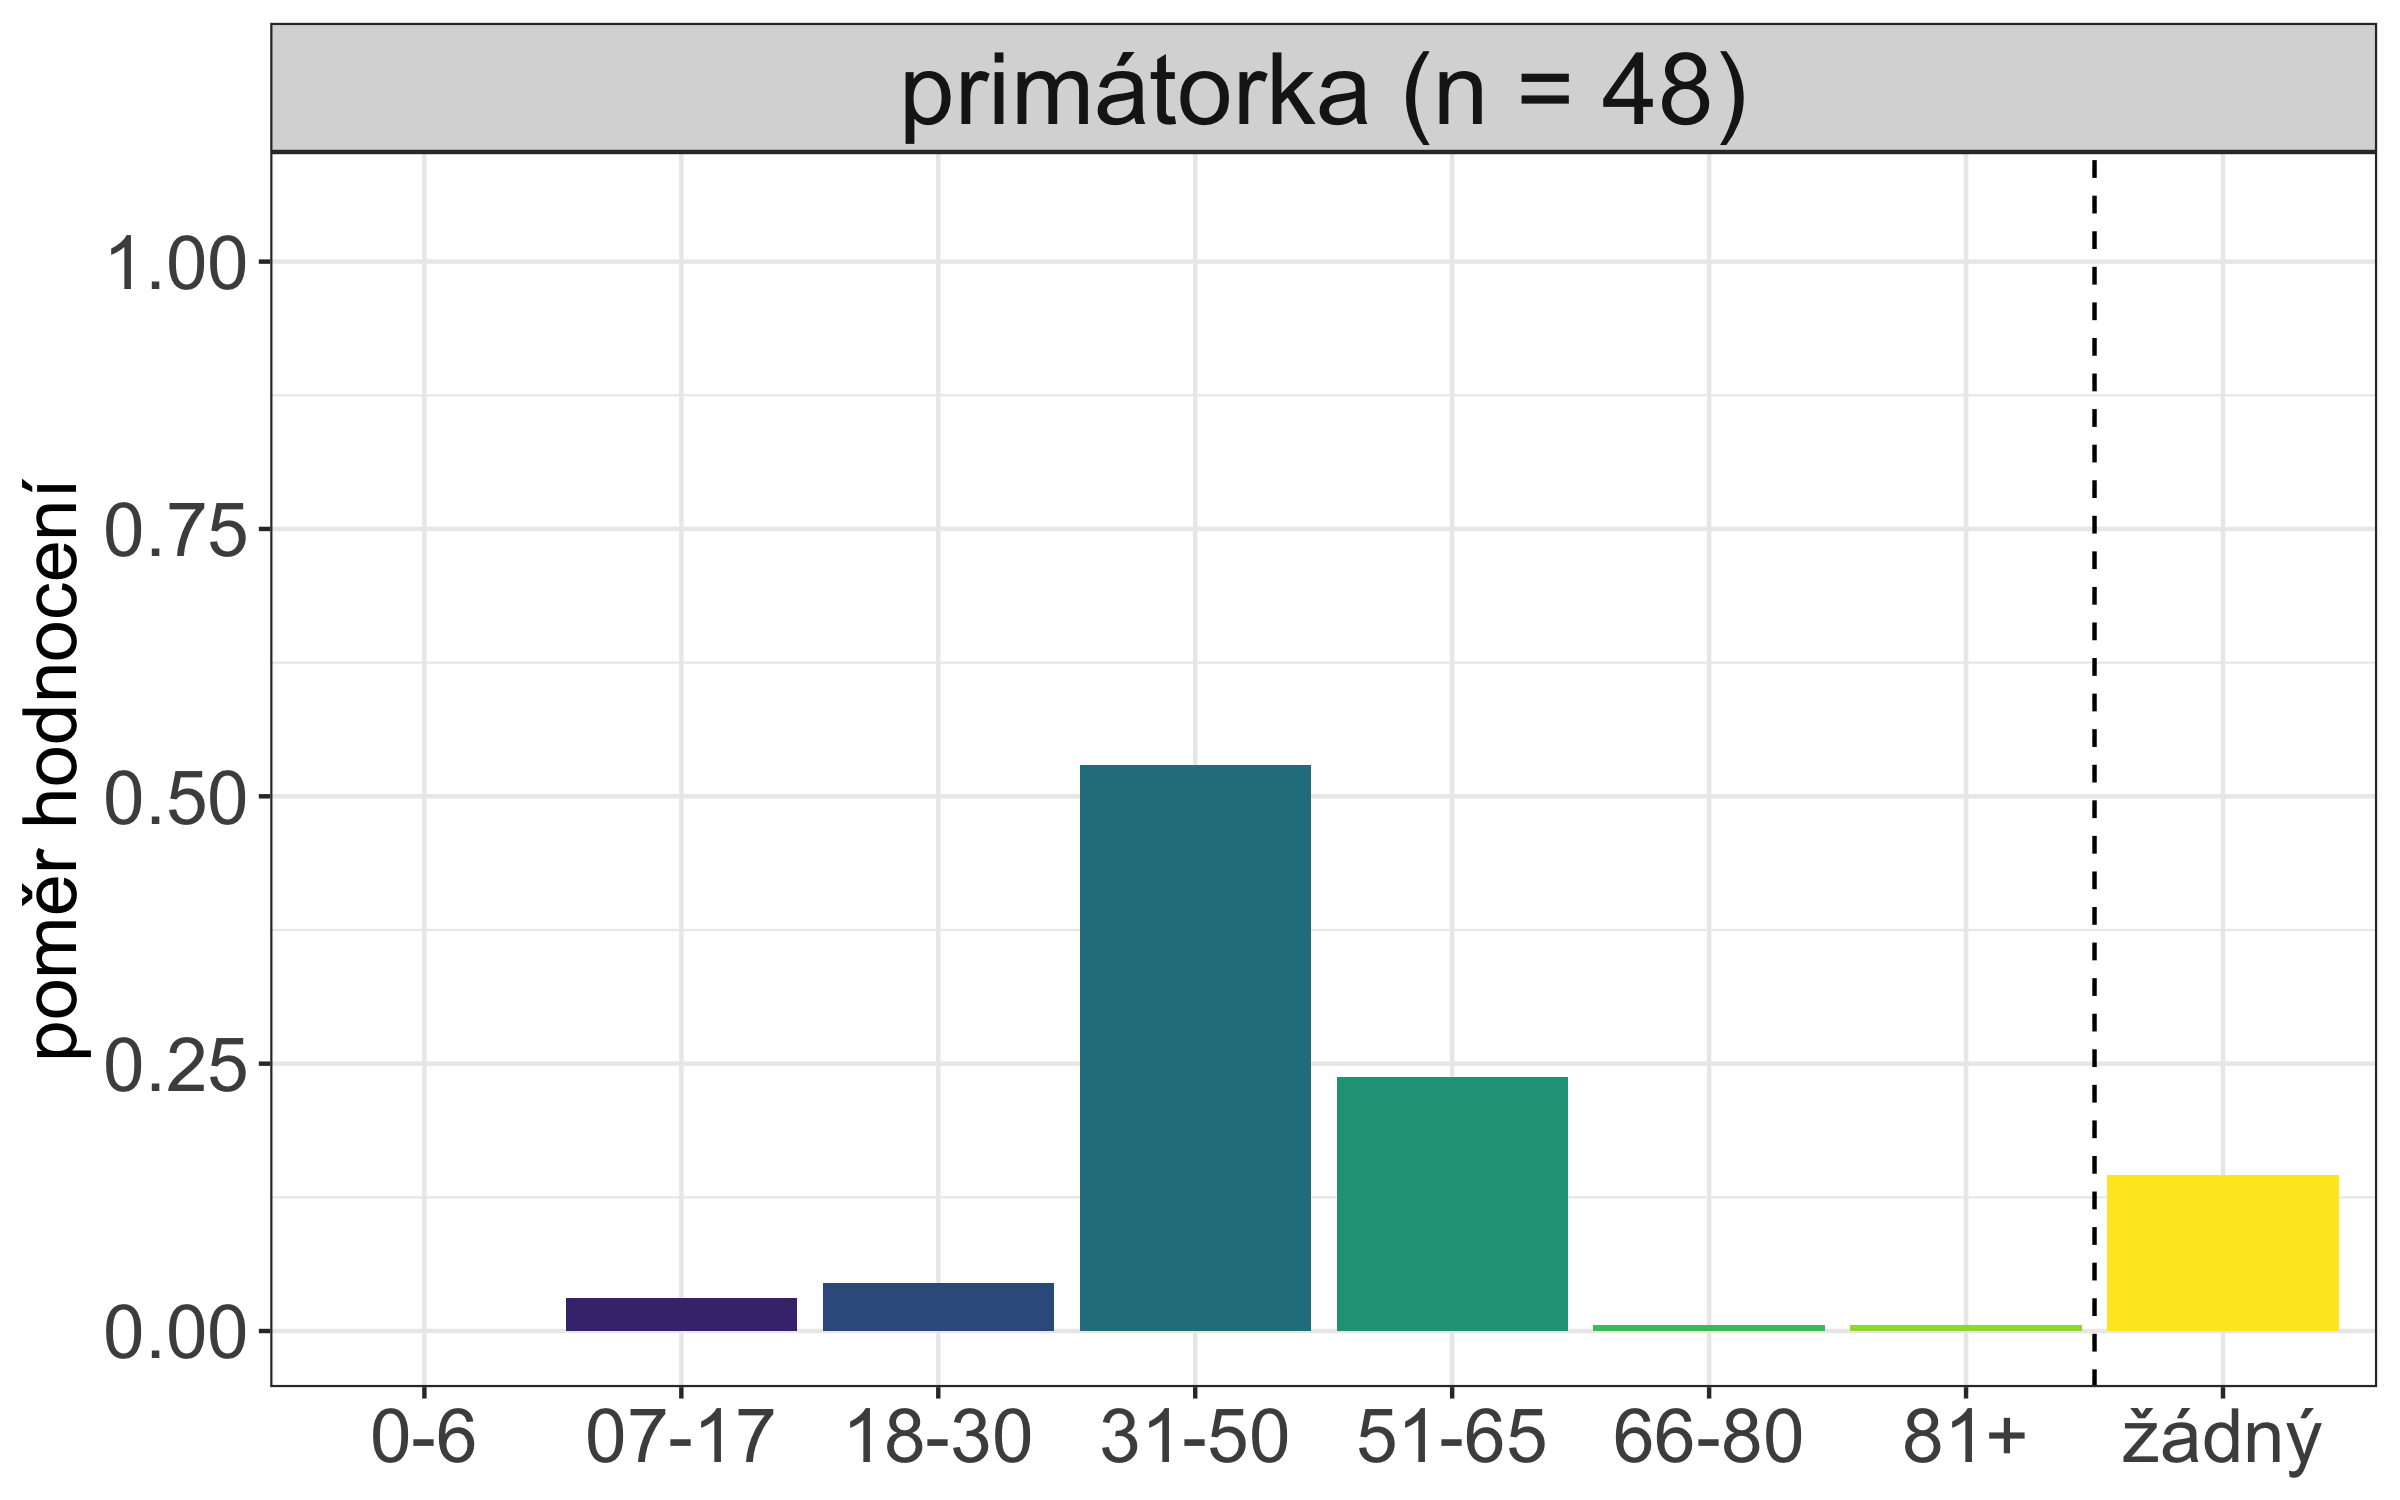 primátorka (n = 48)
poměr hodnocení
1.00
0.75
0.50
0.25
0.00
0-6 07-17 18-30 31-50 51-65 66-80 81+ žádný